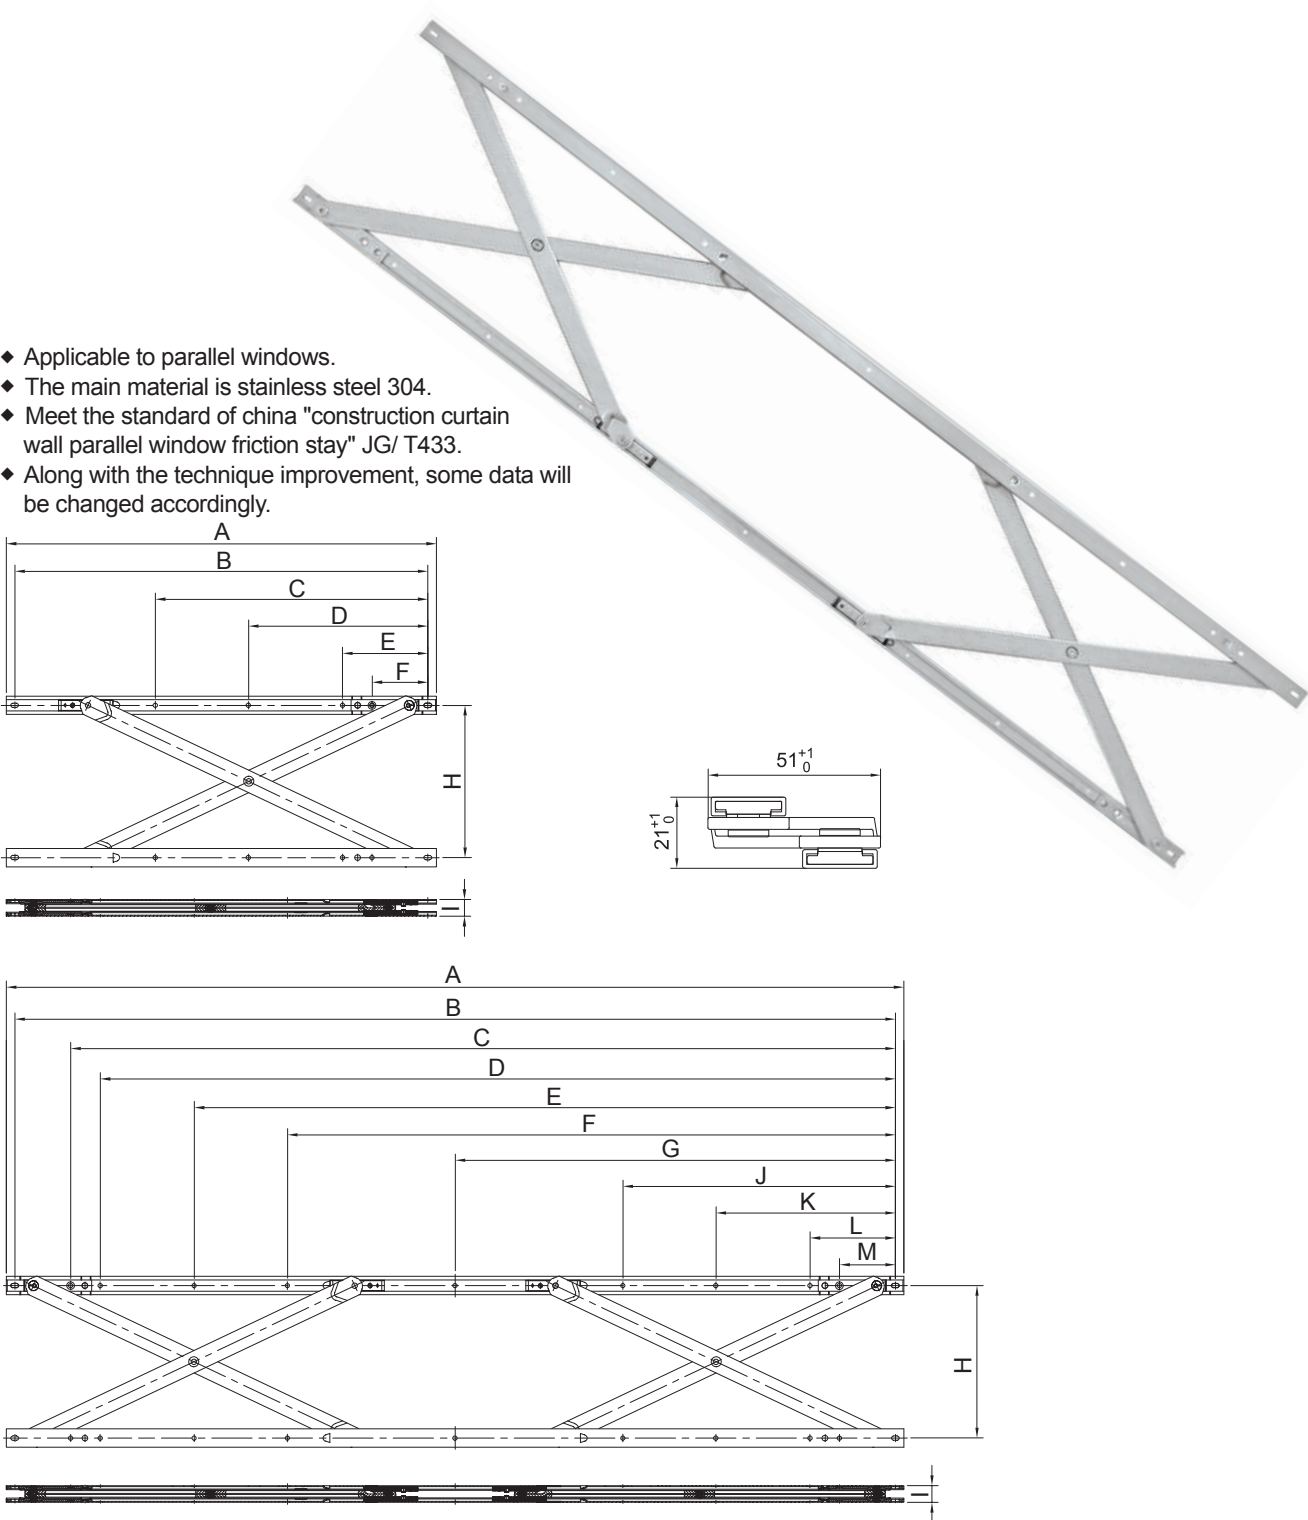 ◆ Applicable to parallel windows.
◆ The main material is stainless steel 304.
◆ Meet the standard of china "construction curtain
wall parallel window friction stay" JG/ T433.
◆ Along with the technique improvement, some data will
be changed accordingly.
A
B
C
D
E
F
H
I
51 +1 0
21 +1 0
A
B
C
D
E
F
G
J
K
L
M
H
I